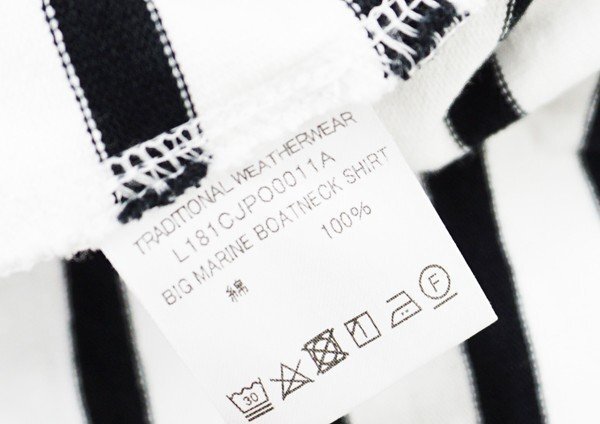 TRADITIONAL WEATHERWEAR
L181CJPO0011A
BIG MARINE BOATNECK SHIRT
綿 100%
30 F